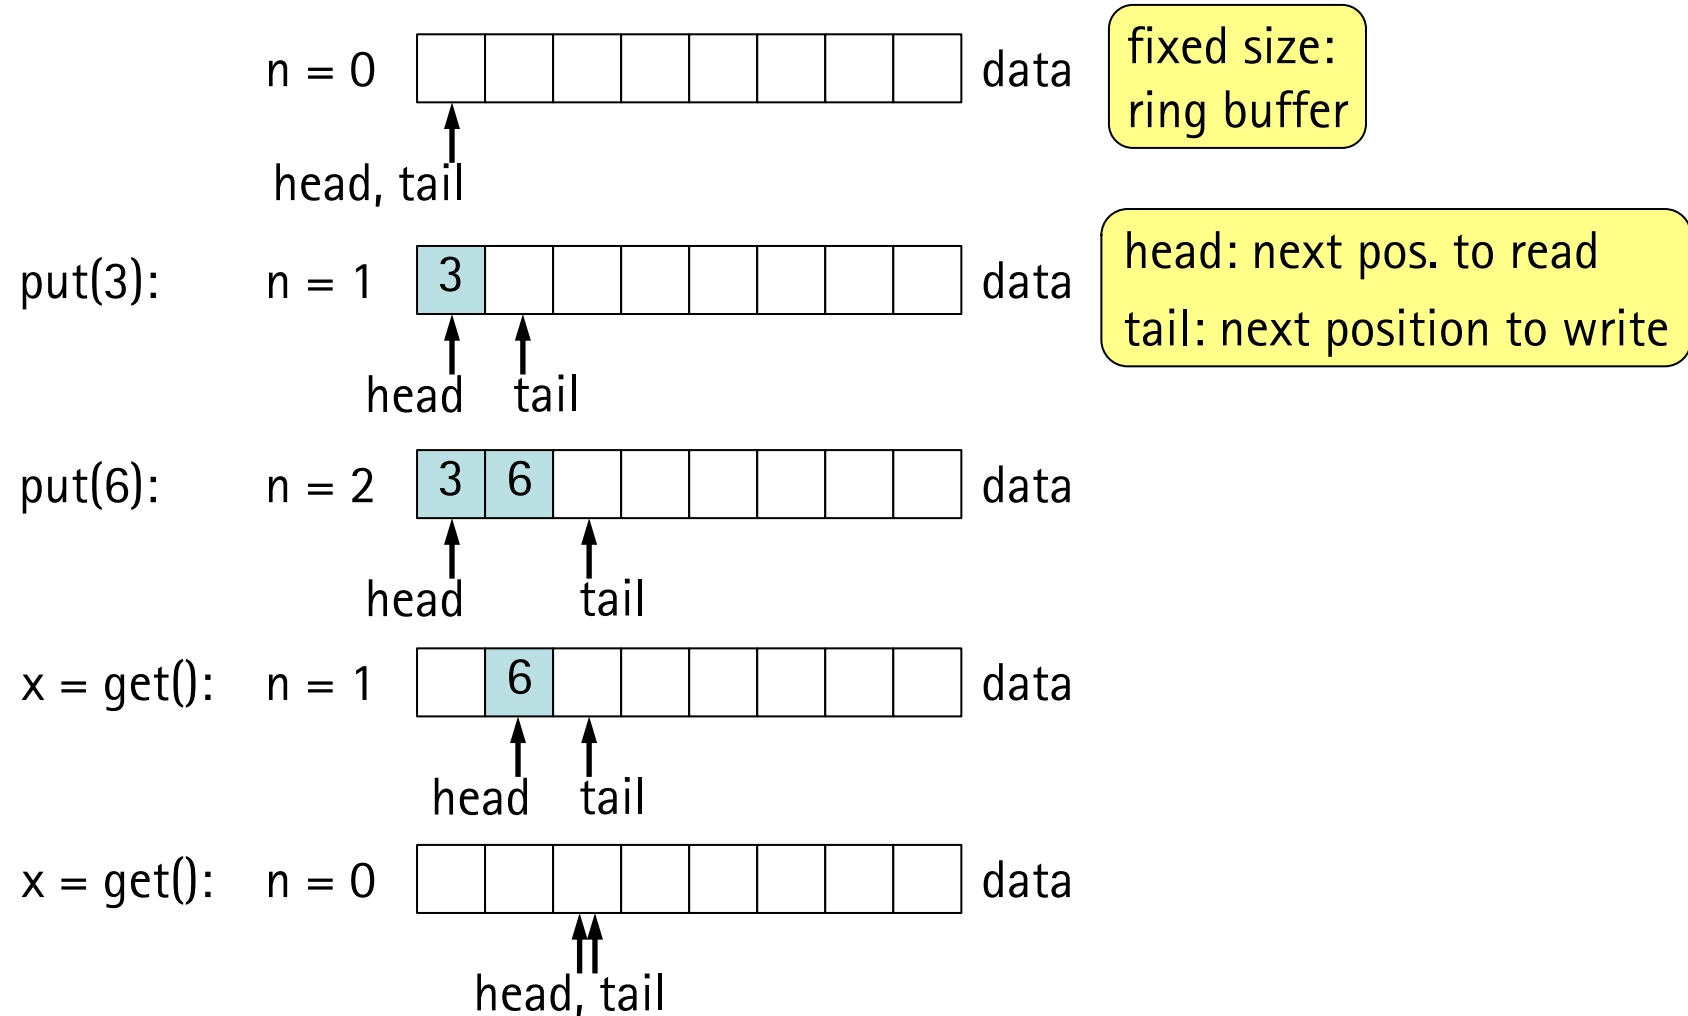 n = 0 data
fixed size:
ring buffer
head, tail
put(3): n = 1 3 data
head: next pos. to read
tail: next position to write
head tail
put(6): n = 2 3 6 data
head tail
x = get(): n = 1 6 data
head tail
x = get(): n = 0 data
head, tail